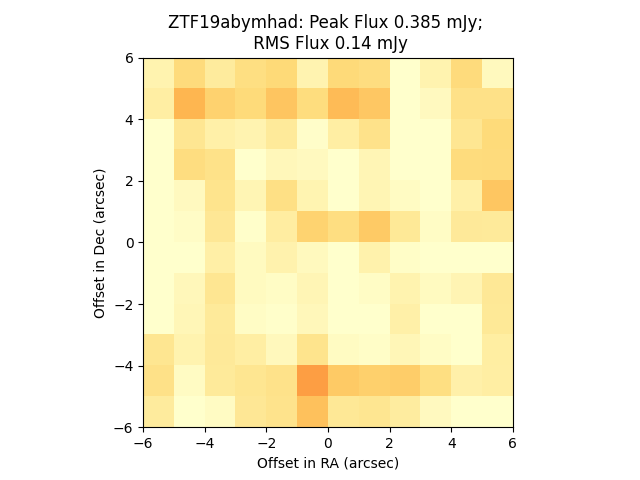 ZTF19abymhad: Peak Flux 0.385 mJy;
RMS Flux 0.14 mJy
6
4
2
0
−2
−4
−6
Offset in Dec (arcsec)
−6 −4 −2 0 2 4 6
Offset in RA (arcsec)